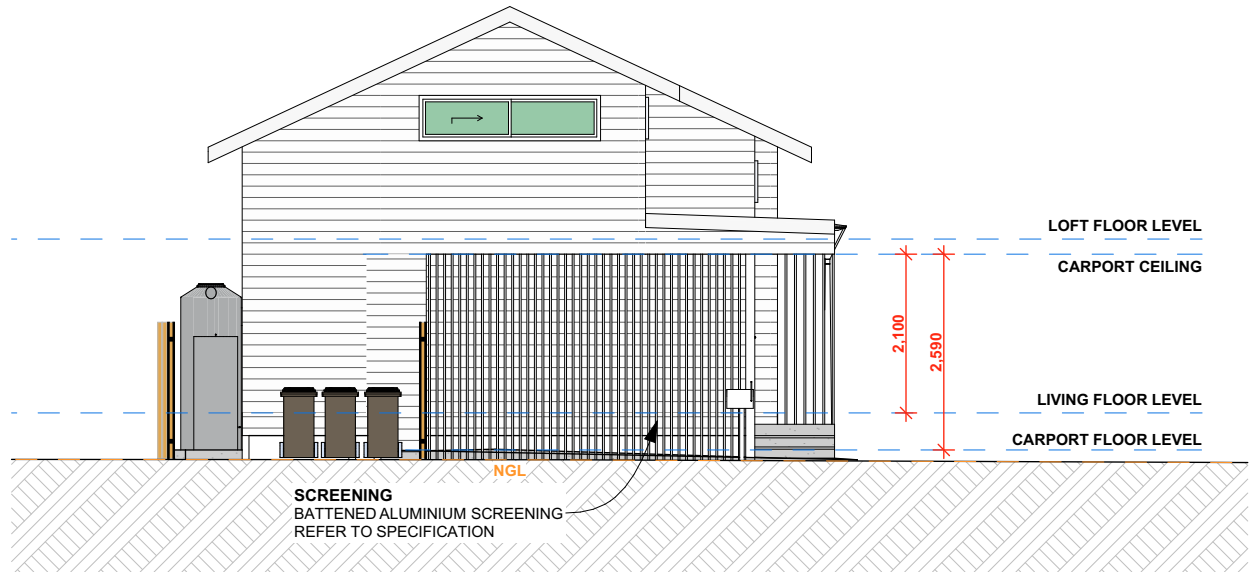 LOFT FLOOR LEVEL
CARPORT CEILING
2,100
2,590
LIVING FLOOR LEVEL
CARPORT FLOOR LEVEL
NGL
SCREENING
BATTENED ALUMINIUM SCREENING
REFER TO SPECIFICATION